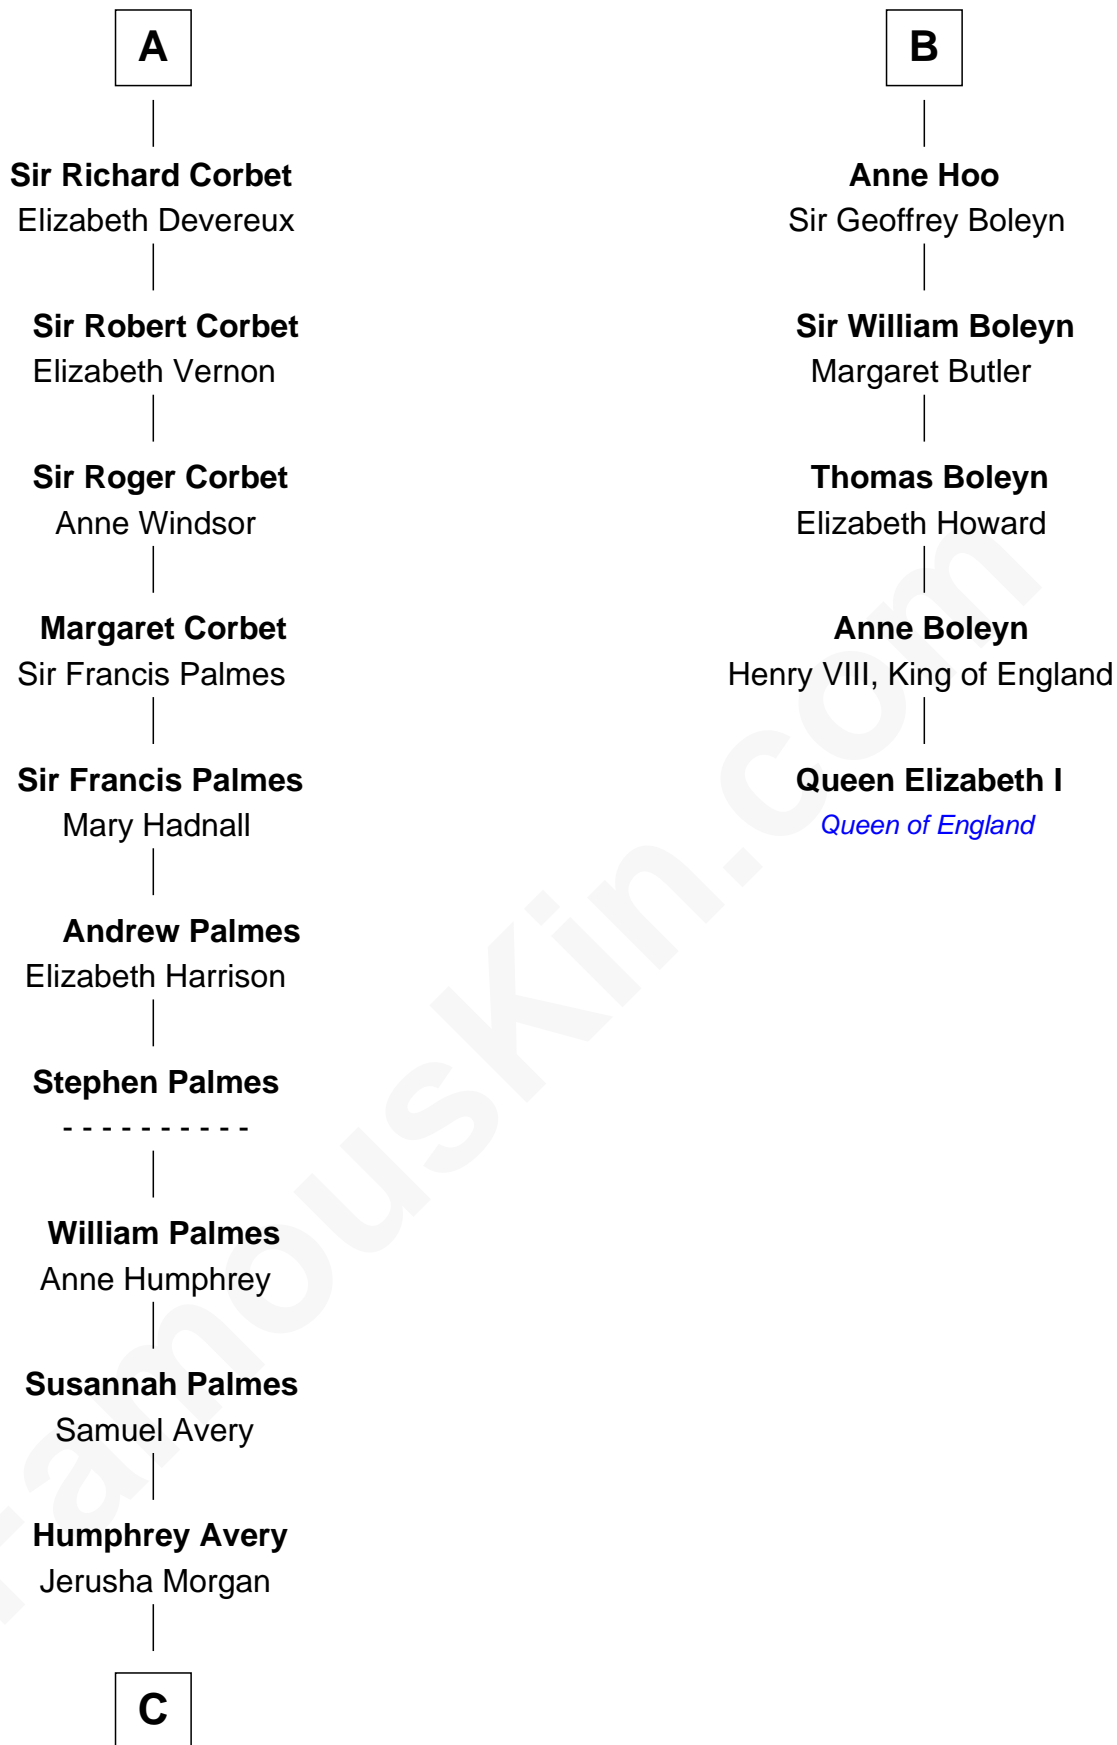 A
Sir Richard Corbet
Elizabeth Devereux
Sir Robert Corbet
Elizabeth Vernon
Sir Roger Corbet
Anne Windsor
Margaret Corbet
Sir Francis Palmes
Sir Francis Palmes
Mary Hadnall
Andrew Palmes
Elizabeth Harrison
Stephen Palmes
- - - - - - - - - -
William Palmes
Anne Humphrey
Susannah Palmes
Samuel Avery
Humphrey Avery
Jerusha Morgan
C
B
Anne Hoo
Sir Geoffrey Boleyn
Sir William Boleyn
Margaret Butler
Thomas Boleyn
Elizabeth Howard
Anne Boleyn
Henry VIII, King of England
Queen Elizabeth I
Queen of England
FamousKin.com